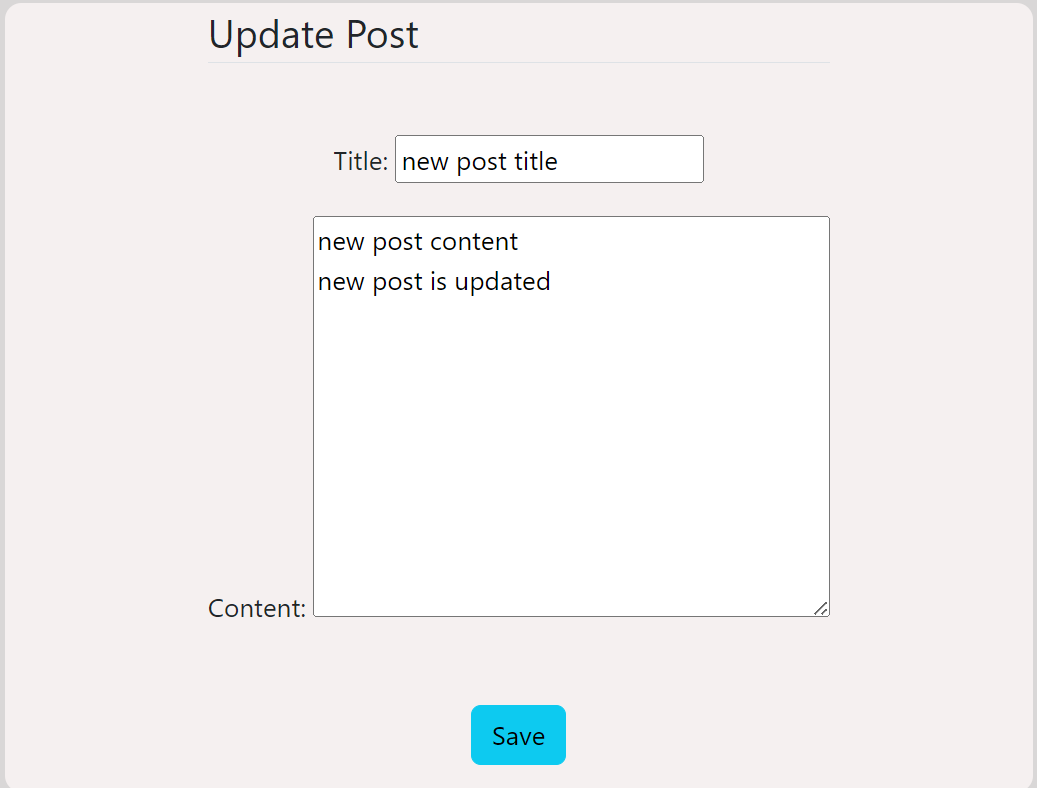 Update Post
Title: new post title
new post content
new post is updated
Content:
Save